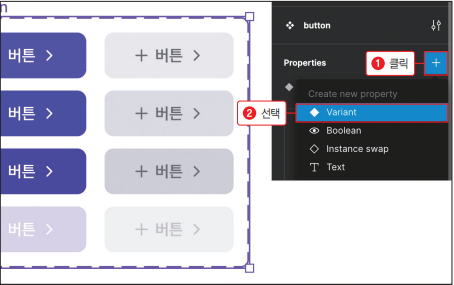 n
버튼 >
+ 버튼 >
버튼 >
+ 버튼 >
버튼 >
+ 버튼 >
버튼 >
+ 버튼 >
button
Properties
1 클릭
+
Create new property
2 선택
Variant
Boolean
Instance swap
T Text